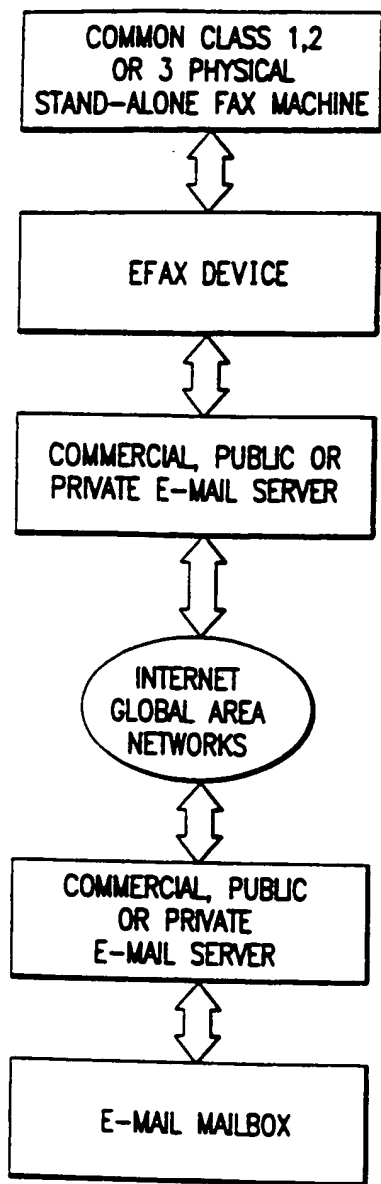 COMMON CLASS 1,2
OR 3 PHYSICAL
STAND-ALONE FAX MACHINE
EFAX DEVICE
COMMERCIAL, PUBLIC OR
PRIVATE E-MAIL SERVER
INTERNET
GLOBAL AREA
NETWORKS
COMMERCIAL, PUBLIC
OR PRIVATE
E-MAIL SERVER
E-MAIL MAILBOX